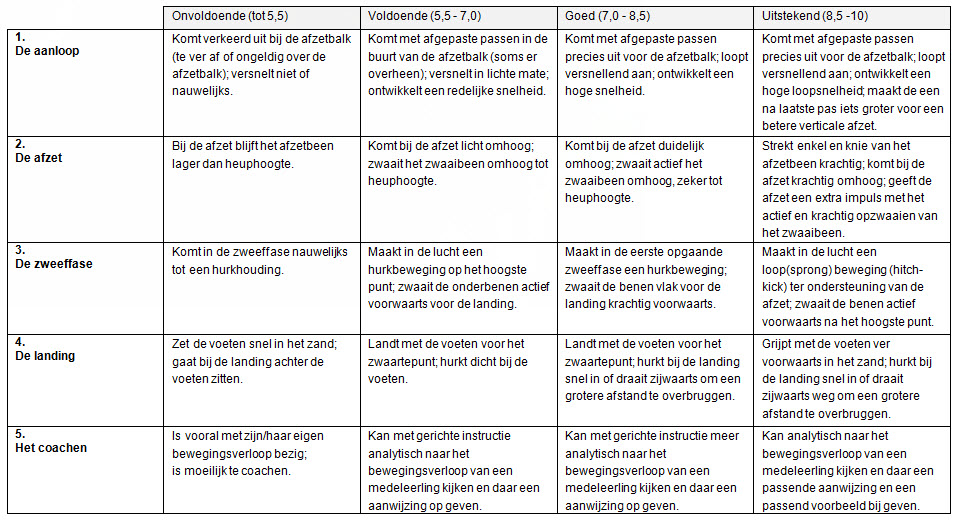 Onvoldoende (tot 5,5)
Voldoende (5,5 - 7,0)
Goed (7,0 - 8,5)
Uitstekend (8,5 -10)
1.
De aanloop
Komt verkeerd uit bij de afzetbalk
(te ver af of ongeldig over de
afzetbalk); versnelt niet of
nauwelijks.
Komt met afgepaste passen in de
buurt van de afzetbalk (soms er
overheen); versnelt in lichte mate;
ontwikkelt een redelijke snelheid.
Komt met afgepaste passen
precies uit voor de afzetbalk; loopt
versnellend aan; ontwikkelt een
hoge snelheid.
Komt met afgepaste passen
precies uit voor de afzetbalk; loopt
versnellend aan; ontwikkelt een
hoge loopsnelheid; maakt de een
na laatste pas iets groter voor een
betere verticale afzet.
2.
De afzet
Bij de afzet blijft het afzetbeen
lager dan heuphoogte.
Komt bij de afzet licht omhoog;
zwaait het zwaaibeen omhoog tot
heuphoogte.
Komt bij de afzet duidelijk
omhoog; zwaait actief het
zwaaibeen omhoog, zeker tot
heuphoogte.
Strekt enkel en knie van het
afzetbeen krachtig; komt bij de
afzet krachtig omhoog; geeft de
afzet een extra impuls met het
actief en krachtig opzwaaien van
het zwaaibeen.
3.
De zweeffase
Komt in de zweeffase nauwelijks
tot een hurkhouding.
Maakt in de lucht een
hurkbeweging op het hoogste
punt; zwaait de onderbenen actief
voorwaarts voor de landing.
Maakt in de eerste opgaande
zweeffase een hurkbeweging;
zwaait de benen vlak voor de
landing krachtig voorwaarts.
Maakt in de lucht een
loop(sprong) beweging (hitch-
kick) ter ondersteuning van de
afzet; zwaait de benen actief
voorwaarts na het hoogste punt.
4.
De landing
Zet de voeten snel in het zand;
gaat bij de landing achter de
voeten zitten.
Landt met de voeten voor het
zwaartepunt; hurkt dicht bij de
voeten.
Landt met de voeten voor het
zwaartepunt; hurkt bij de landing
snel in of draait zijwaarts om een
grotere afstand te overbruggen.
Grijpt met de voeten ver
voorwaarts in het zand; hurkt bij
de landing snel in of draait
zijwaarts weg om een grotere
afstand te overbruggen.
5.
Het coachen
Is vooral met zijn/haar eigen
bewegingsverloop bezig;
is moeilijk te coachen.
Kan met gerichte instructie
analytisch naar het
bewegingsverloop van een
medeleerling kijken en daar een
aanwijzing op geven.
Kan met gerichte instructie meer
analytisch naar het
bewegingsverloop van een
medeleerling kijken en daar een
aanwijzing op geven.
Kan analytisch naar het
bewegingsverloop van een
medeleerling kijken en daar een
passende aanwijzing en een
passend voorbeeld bij geven.